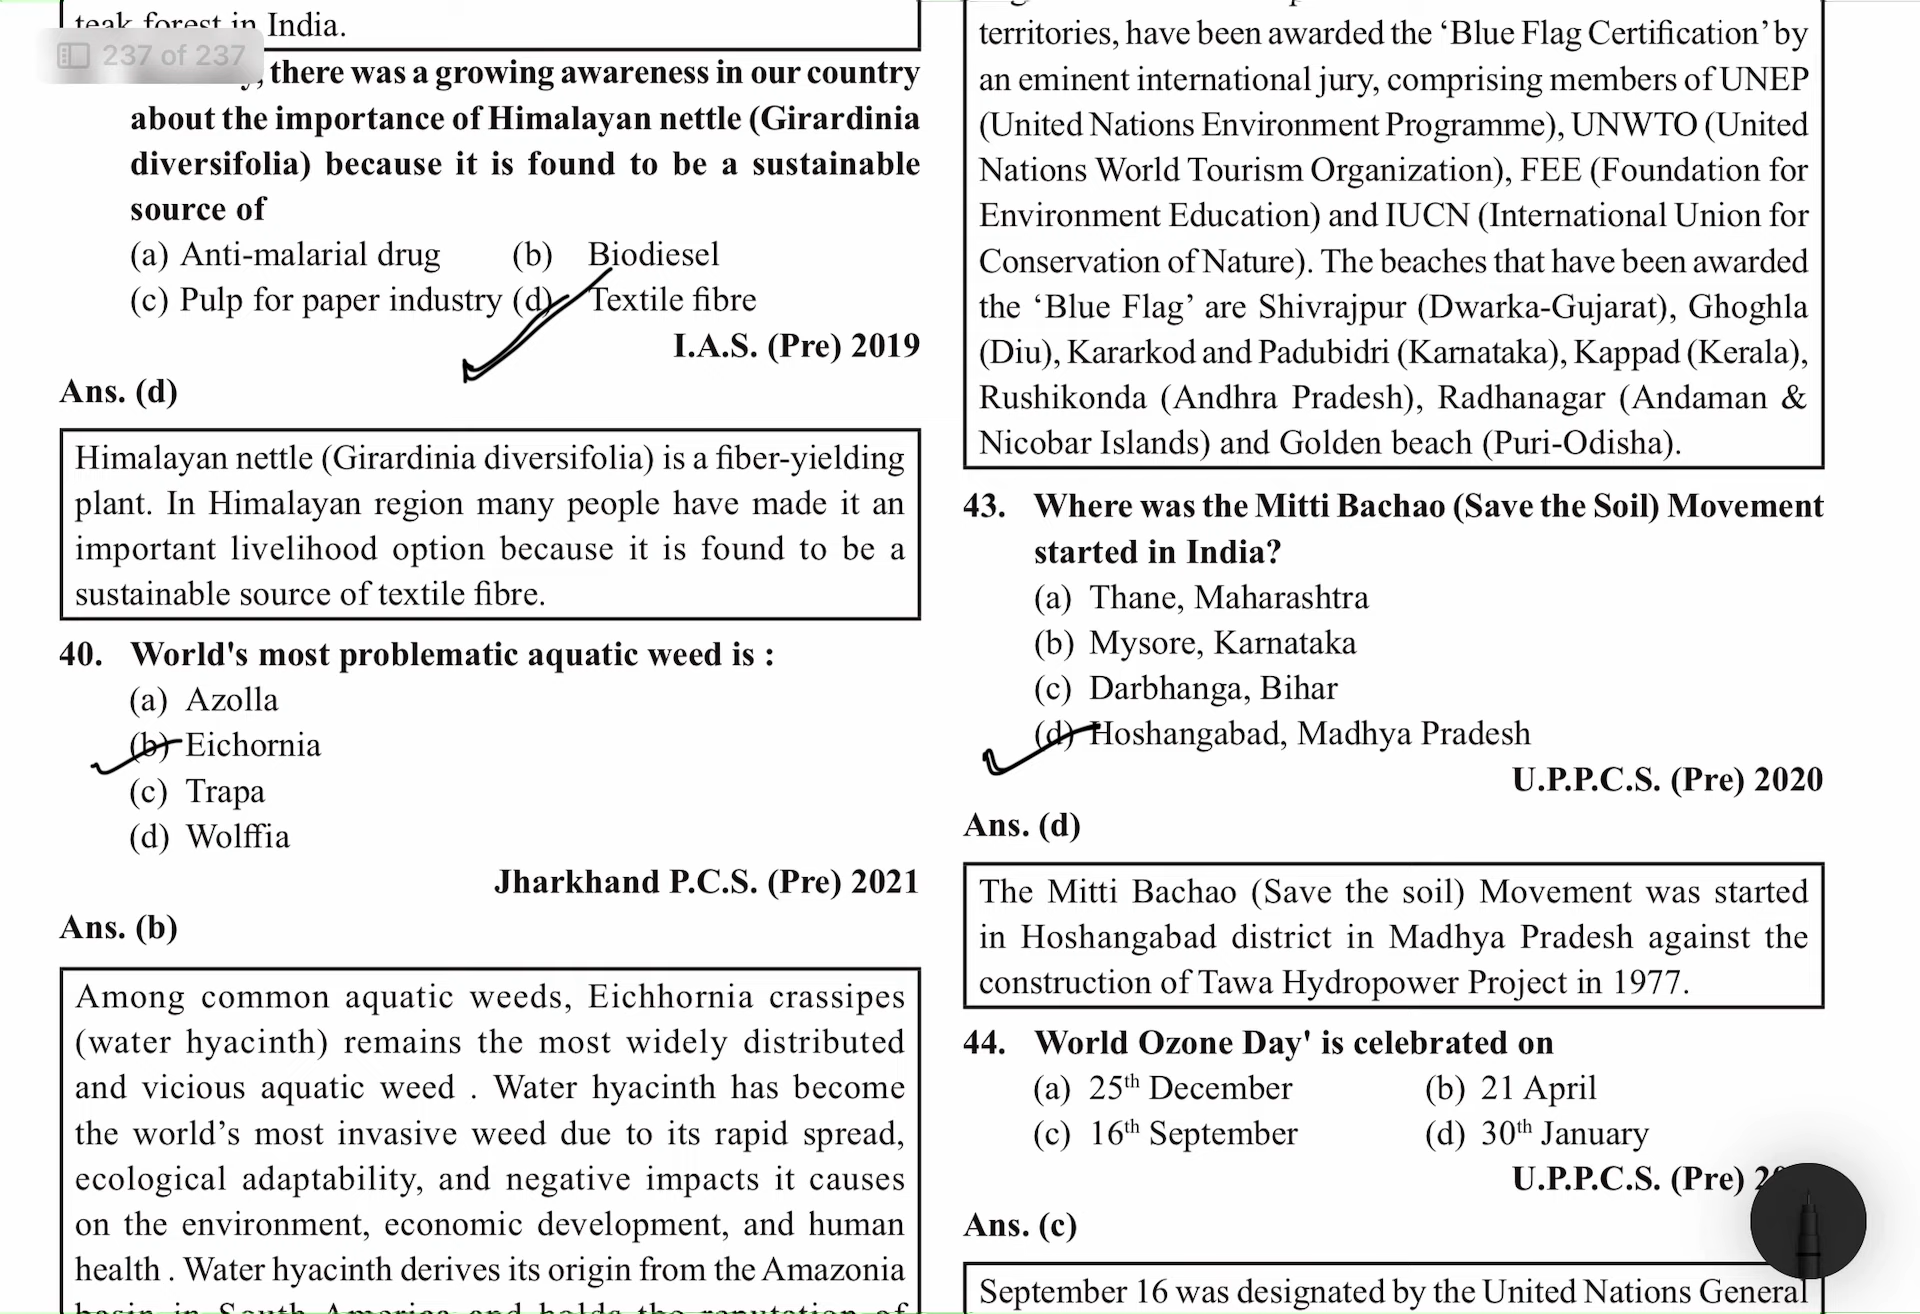 teak forest in India.
237 of 237
, there was a growing awareness in our country
about the importance of Himalayan nettle (Girardinia
diversifolia) because it is found to be a sustainable
source of
(a) Anti-malarial drug (b) Biodiesel
(c) Pulp for paper industry (d) Textile fibre
I.A.S. (Pre) 2019
Ans. (d)
Himalayan nettle (Girardinia diversifolia) is a fiber-yielding
plant. In Himalayan region many people have made it an
important livelihood option because it is found to be a
sustainable source of textile fibre.
40. World's most problematic aquatic weed is :
(a) Azolla
(b) Eichornia
(c) Trapa
(d) Wolffia
Jharkhand P.C.S. (Pre) 2021
Ans. (b)
Among common aquatic weeds, Eichhornia crassipes
(water hyacinth) remains the most widely distributed
and vicious aquatic weed . Water hyacinth has become
the world’s most invasive weed due to its rapid spread,
ecological adaptability, and negative impacts it causes
on the environment, economic development, and human
health . Water hyacinth derives its origin from the Amazonia
basin in South America and holds the reputation of
territories, have been awarded the ‘Blue Flag Certification’ by
an eminent international jury, comprising members of UNEP
(United Nations Environment Programme), UNWTO (United
Nations World Tourism Organization), FEE (Foundation for
Environment Education) and IUCN (International Union for
Conservation of Nature). The beaches that have been awarded
the ‘Blue Flag’ are Shivrajpur (Dwarka-Gujarat), Ghoghla
(Diu), Kararkod and Padubidri (Karnataka), Kappad (Kerala),
Rushikonda (Andhra Pradesh), Radhanagar (Andaman &
Nicobar Islands) and Golden beach (Puri-Odisha).
43. Where was the Mitti Bachao (Save the Soil) Movement
started in India?
(a) Thane, Maharashtra
(b) Mysore, Karnataka
(c) Darbhanga, Bihar
(d) Hoshangabad, Madhya Pradesh
U.P.P.C.S. (Pre) 2020
Ans. (d)
The Mitti Bachao (Save the soil) Movement was started
in Hoshangabad district in Madhya Pradesh against the
construction of Tawa Hydropower Project in 1977.
44. World Ozone Day' is celebrated on
(a) 25th December (b) 21 April
(c) 16th September (d) 30th January
U.P.P.C.S. (Pre)
Ans. (c)
September 16 was designated by the United Nations General